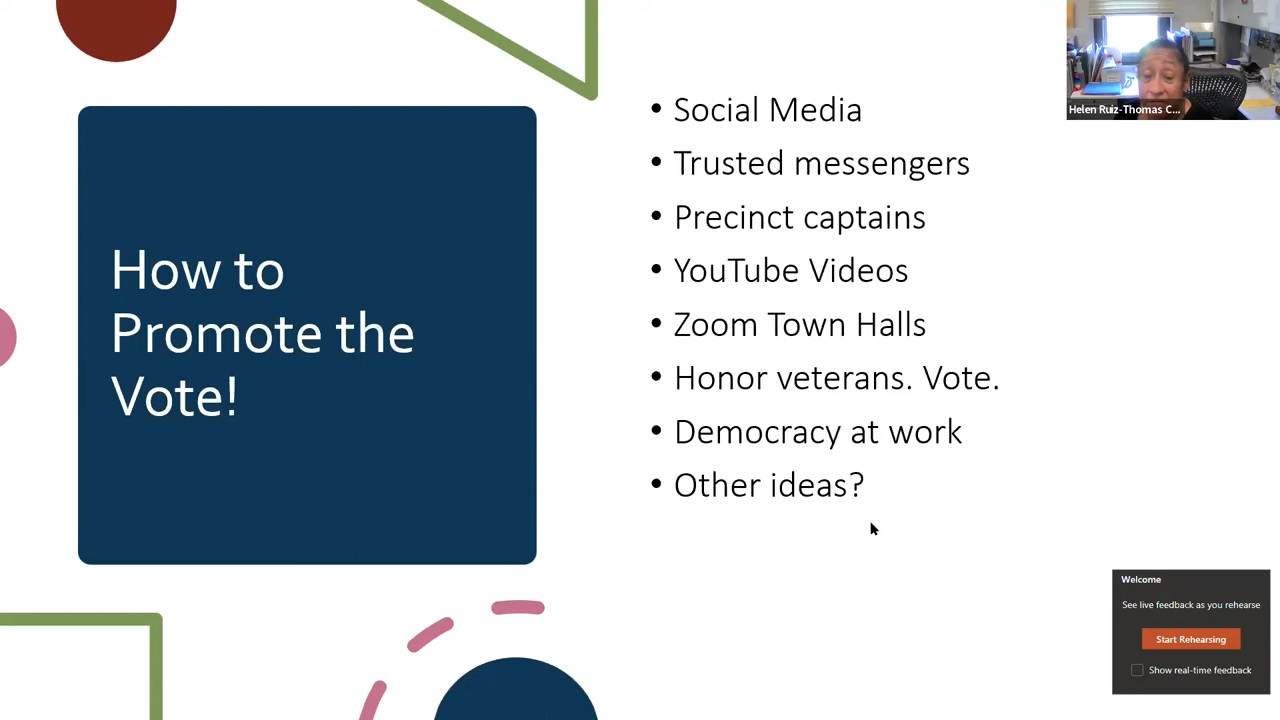 How to
Promote the
Vote!
• Social Media
• Trusted messengers
• Precinct captains
• YouTube Videos
• Zoom Town Halls
• Honor veterans. Vote.
• Democracy at work
• Other ideas?
Helen Ruiz-Thomas C...
Welcome
See live feedback as you rehearse
Start Rehearsing
Show real-time feedback